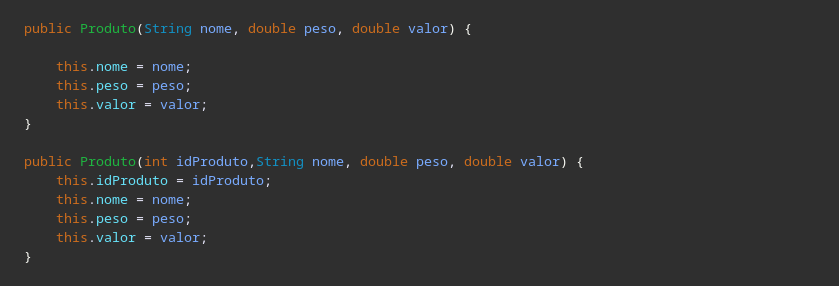 public Produto(String nome, double peso, double valor) {
    this.nome = nome;
    this.peso = peso;
    this.valor = valor;
}
public Produto(int idProduto,String nome, double peso, double valor) {
    this.idProduto = idProduto;
    this.nome = nome;
    this.peso = peso;
    this.valor = valor;
}